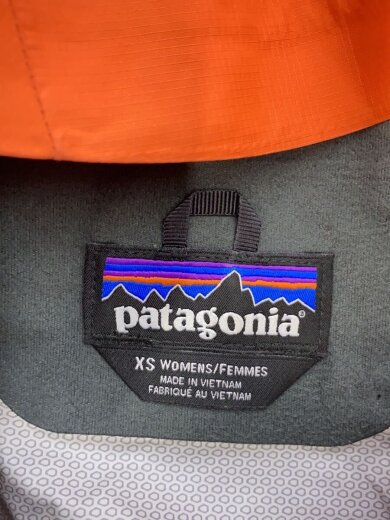 patagonia®
XS WOMENS/FEMMES
MADE IN VIETNAM
FABRIQUÉ AU VIETNAM